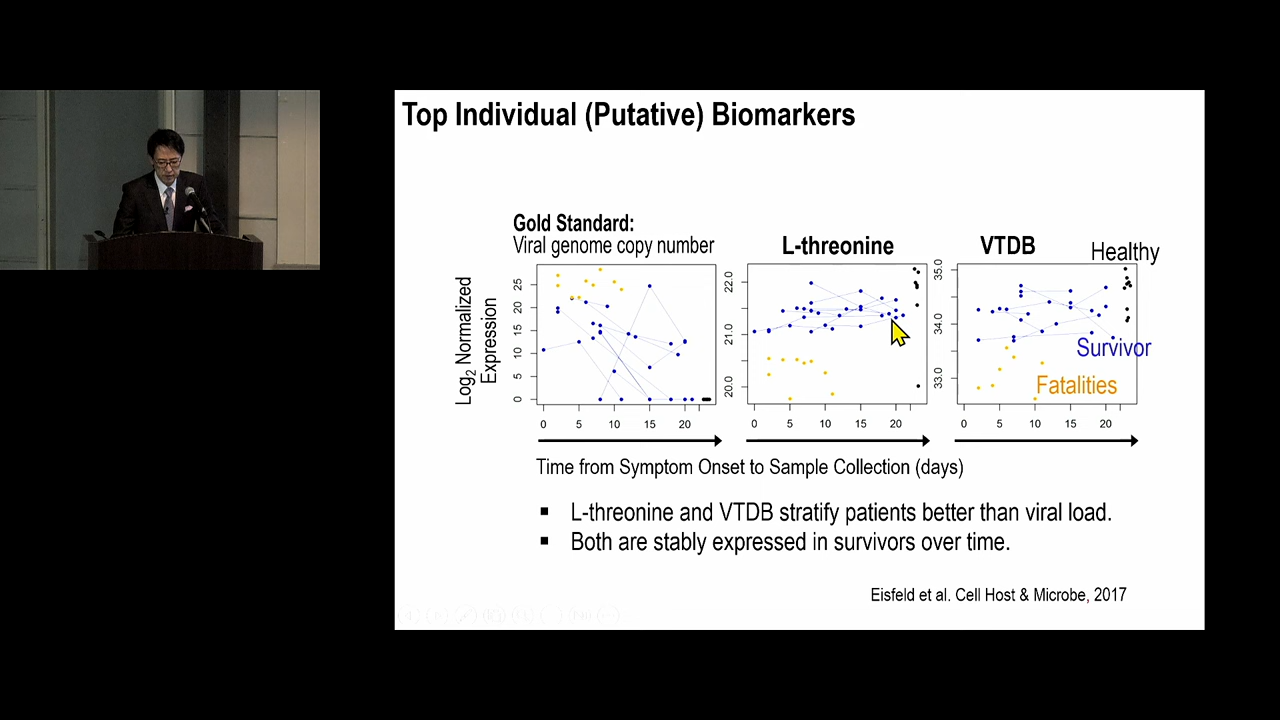 Top Individual (Putative) Biomarkers
Gold Standard:
Viral genome copy number
L-threonine
VTDB
Healthy
Log2 Normalized
Expression
25
20
15
10
5
0
0 5 10 15 20
22.0
21.0
20.0
0 5 10 15 20
35.0
34.0
33.0
0 5 10 15 20
Survivor
Fatalities
Time from Symptom Onset to Sample Collection (days)
▪ L-threonine and VTDB stratify patients better than viral load.
▪ Both are stably expressed in survivors over time.
Eisfeld et al. Cell Host & Microbe, 2017